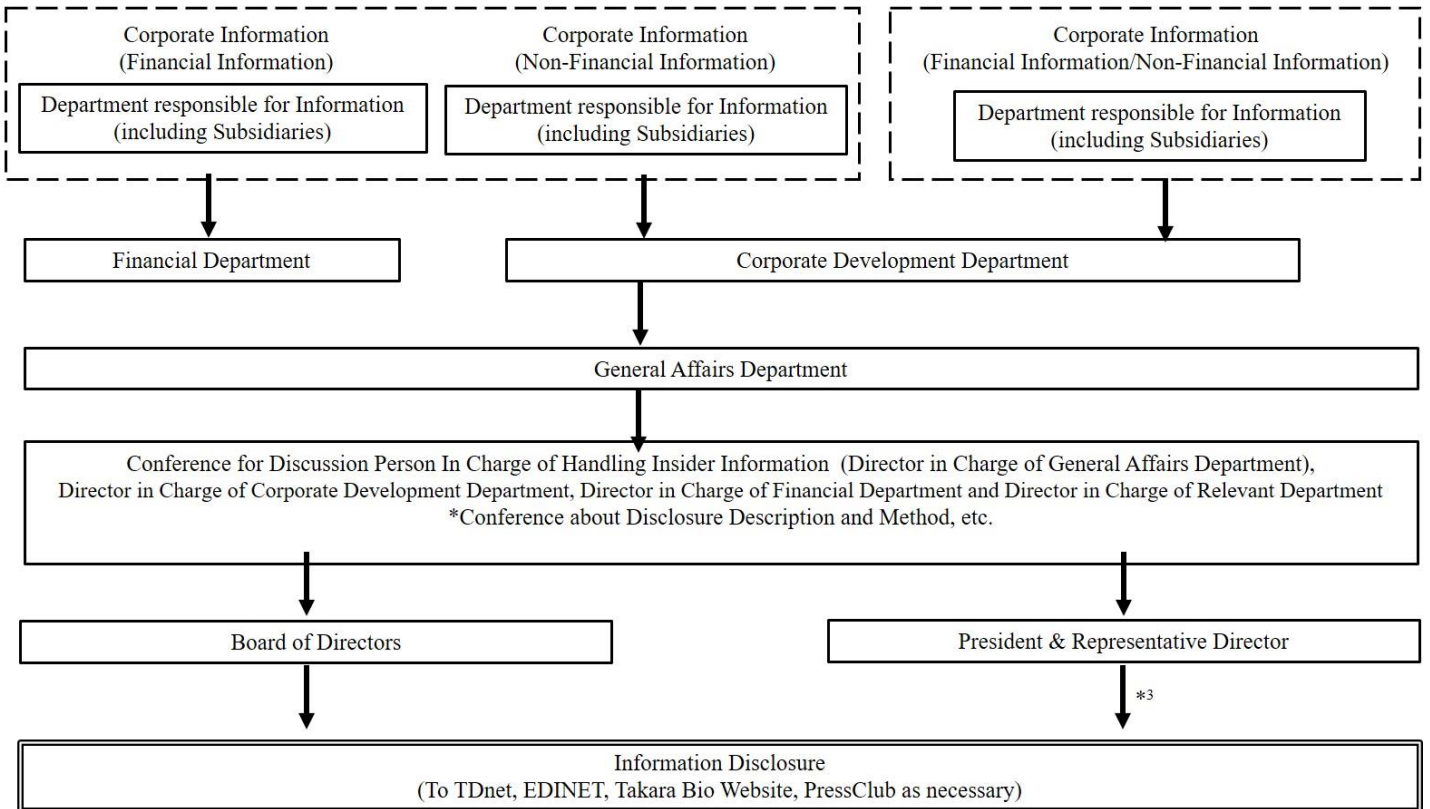 Corporate Information
(Financial Information)
Department responsible for Information
(including Subsidiaries)
Corporate Information
(Non-Financial Information)
Department responsible for Information
(including Subsidiaries)
Corporate Information
(Financial Information/Non-Financial Information)
Department responsible for Information
(including Subsidiaries)
Financial Department
Corporate Development Department
General Affairs Department
Conference for Discussion Person In Charge of Handling Insider Information (Director in Charge of General Affairs Department),
Director in Charge of Corporate Development Department, Director in Charge of Financial Department and Director in Charge of Relevant Department
*Conference about Disclosure Description and Method, etc.
Board of Directors
President & Representative Director
*3
Information Disclosure
(To TDnet, EDINET, Takara Bio Website, PressClub as necessary)